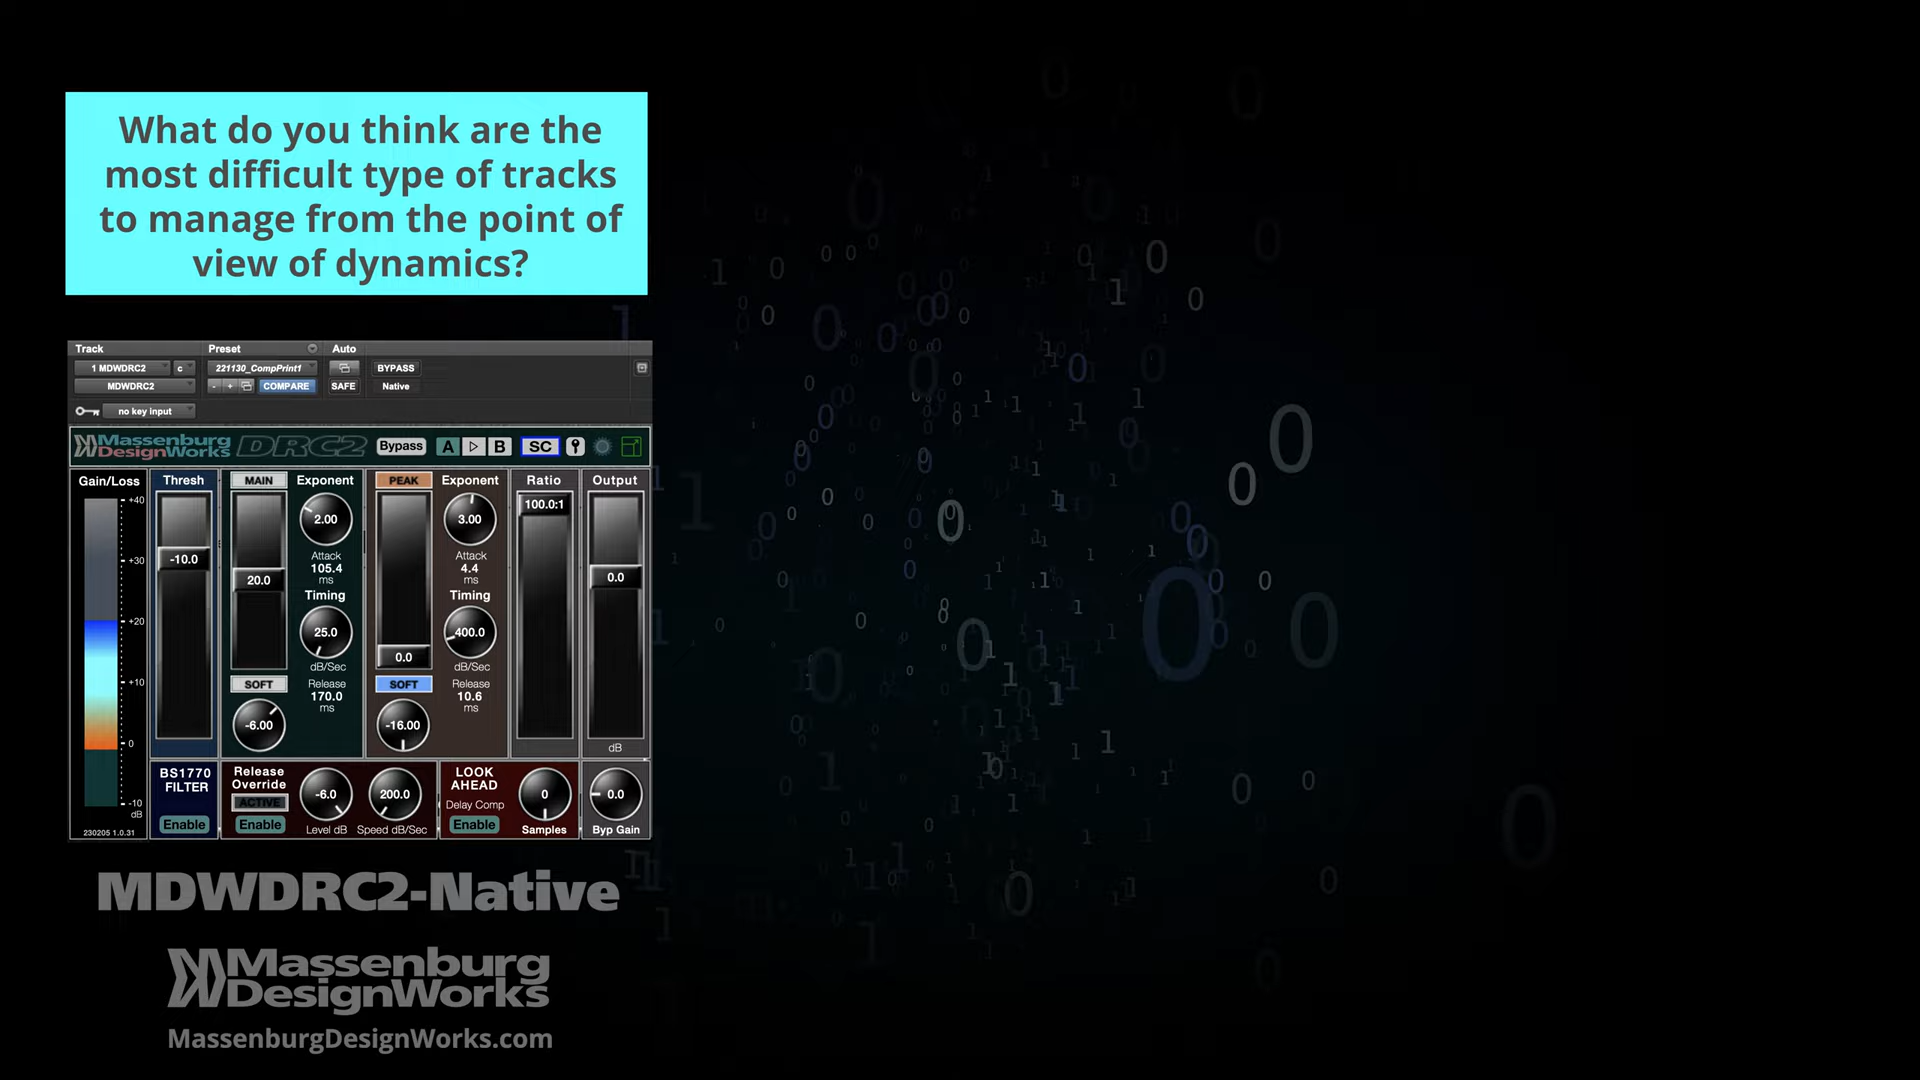 What do you think are the
most difficult type of tracks
to manage from the point of
view of dynamics?
Track
Preset
Auto
1 MDWDRC2
c
221130_CompPrint1
BYPASS
MDWDRC2
- +
COMPARE
SAFE
Native
no key input
Massenburg
DesignWorks
DRC2
Bypass
A
B
SC
Gain/Loss
Thresh
MAIN
Exponent
PEAK
Exponent
Ratio
Output
+40
+30
+20
+10
0
-10
dB
-10.0
20.0
2.00
Attack
105.4
ms
Timing
25.0
dB/Sec
SOFT
Release
170.0
ms
-6.00
0.0
3.00
Attack
4.4
ms
Timing
400.0
dB/Sec
SOFT
Release
10.6
ms
-16.00
100.0:1
0.0
dB
BS1770
FILTER
Enable
Release
Override
ACTIVE
Enable
-6.0
Level dB
200.0
Speed dB/Sec
LOOK
AHEAD
Delay Comp
Enable
0
Samples
0.0
Byp Gain
230205 1.0.31
MDWDRC2-Native
Massenburg
DesignWorks
MassenburgDesignWorks.com